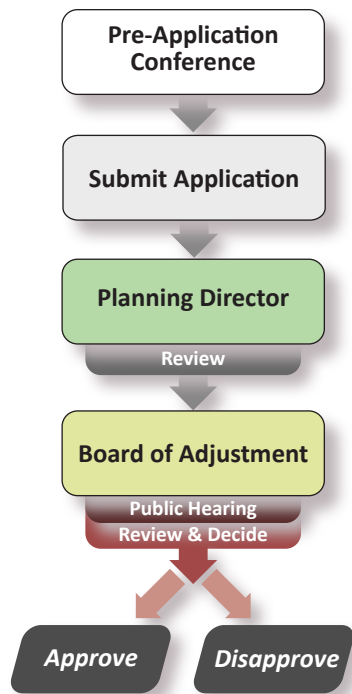 Pre-Application
Conference
Submit Application
Planning Director
Review
Board of Adjustment
Public Hearing
Review & Decide
Approve
Disapprove